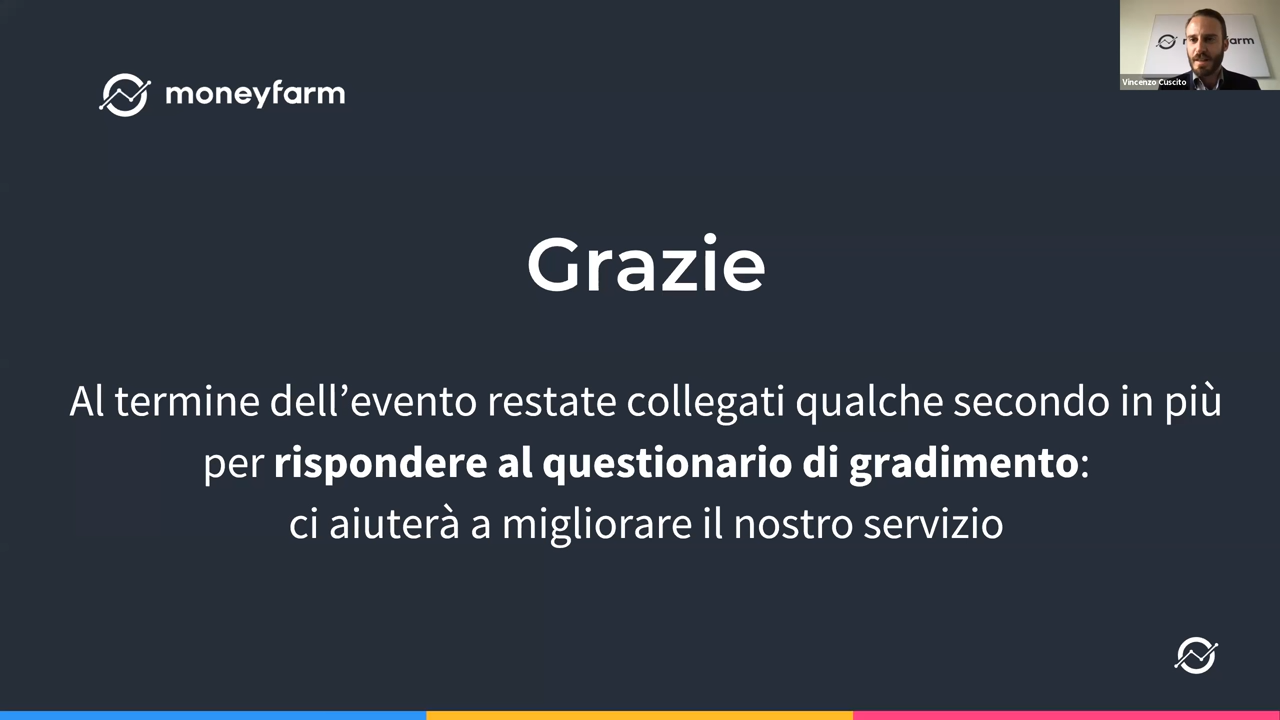 moneyfarm
Vincenzo Cuscito
Grazie
Al termine dell’evento restate collegati qualche secondo in più
per rispondere al questionario di gradimento:
ci aiuterà a migliorare il nostro servizio